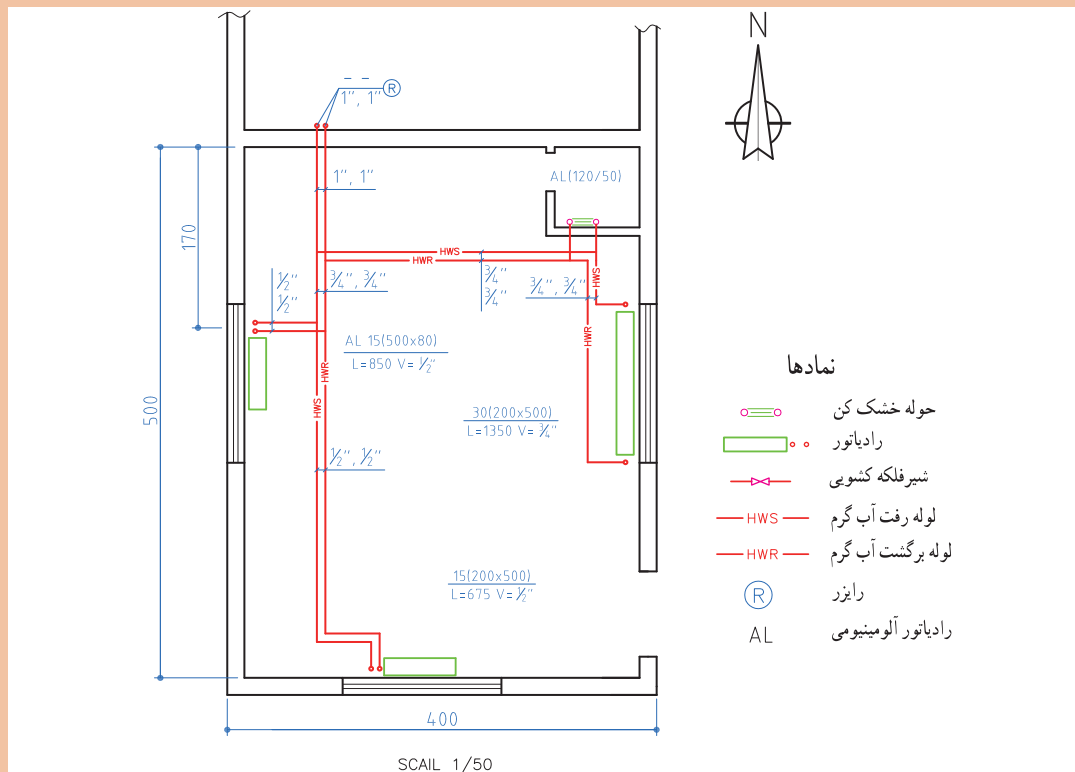 N
1", 1" R
1", 1"
AL(120/50)
170
HWS
HWR
1/2"
1/2"
3/4", 3/4"
3/4"
3/4"
3/4", 3/4"
HWS
HWR
AL 15(500x80)
L=850 V=1/2"
HWR
HWS
500
30(200x500)
L=1350 V=3/4"
1/2", 1/2"
15(200x500)
L=675 V=1/2"
400
SCAIL 1/50
نمادها
حوله خشک کن
رادیاتور
شیرفلکه کشویی
HWS لوله رفت آب گرم
HWR لوله برگشت آب گرم
R رایزر
AL رادیاتور آلومینیومی